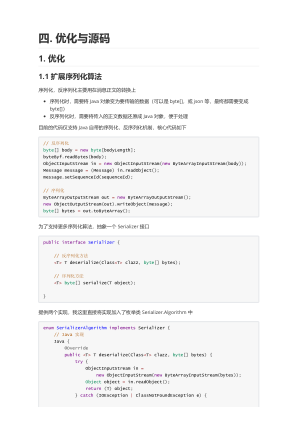 四. 优化与源码
1. 优化
1.1 扩展序列化算法
序列化，反序列化主要用在消息正文的转换上
• 序列化时，需要将 Java 对象变为要传输的数据（可以是 byte[]，或 json 等，最终都需要变成
byte[]）
• 反序列化时，需要将传入的正文数据还原成 Java 对象，便于处理
目前的代码仅支持 Java 自带的序列化，反序列化机制，核心代码如下
// 反序列化
byte[] body = new byte[bodyLength];
byteByf.readBytes(body);
ObjectInputStream in = new ObjectInputStream(new ByteArrayInputStream(body));
Message message = (Message) in.readObject();
message.setSequenceId(sequenceId);
// 序列化
ByteArrayOutputStream out = new ByteArrayOutputStream();
new ObjectOutputStream(out).writeObject(message);
byte[] bytes = out.toByteArray();
为了支持更多序列化算法，抽象一个 Serializer 接口
public interface Serializer {
// 反序列化方法
<T> T deserialize(Class<T> clazz, byte[] bytes);
// 序列化方法
<T> byte[] serialize(T object);
}
提供两个实现，我这里直接将实现加入了枚举类 Serializer.Algorithm 中
enum SerializerAlgorithm implements Serializer {
// Java 实现
Java {
@Override
public <T> T deserialize(Class<T> clazz, byte[] bytes) {
try {
ObjectInputStream in =
new ObjectInputStream(new ByteArrayInputStream(bytes));
Object object = in.readObject();
return (T) object;
} catch (IOException | ClassNotFoundException e) {